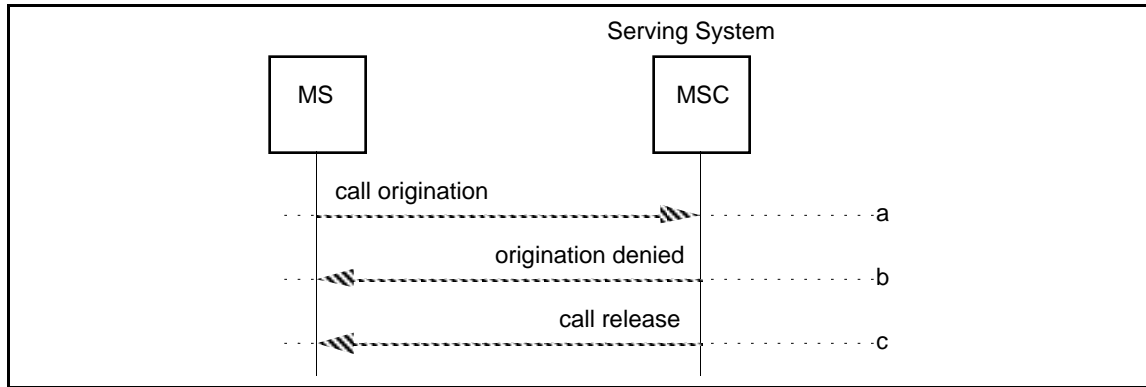 Serving System
MS
MSC
call origination
a
origination denied
b
call release
c